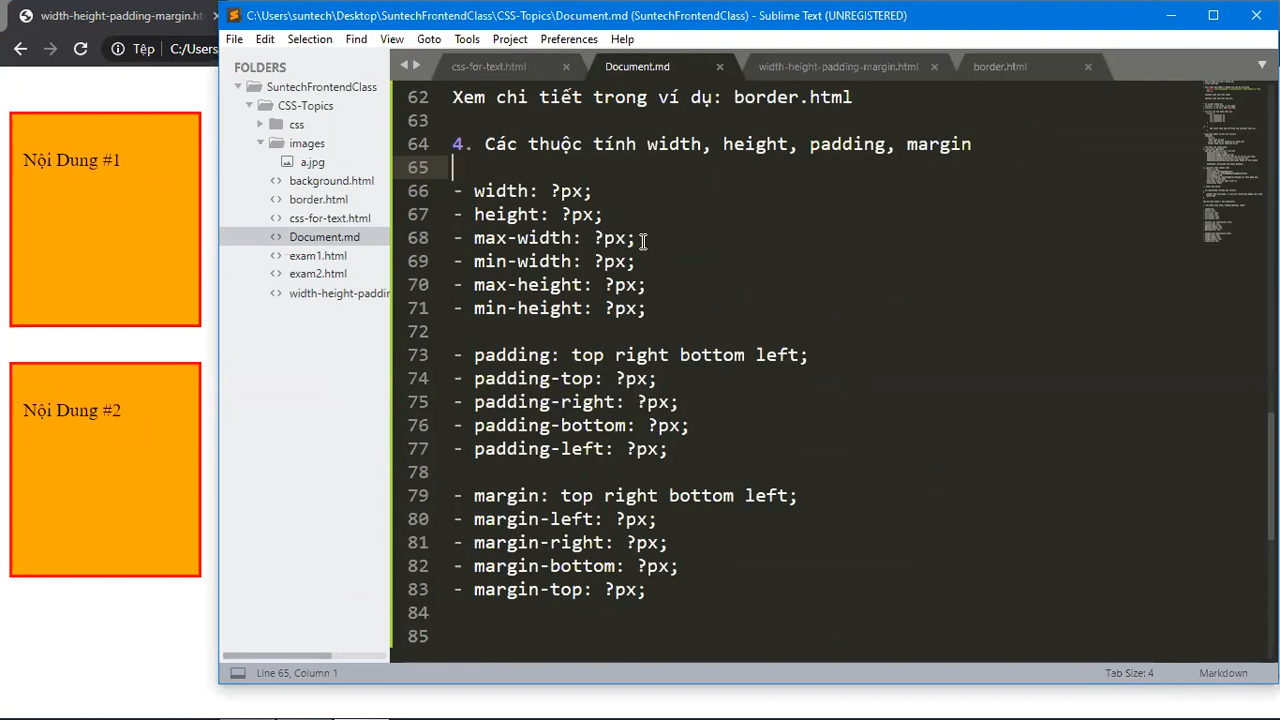 width-height-padding-margin.ht
Tệp
C:/Users
Nội Dung #1
Nội Dung #2
C:\Users\suntech\Desktop\SuntechFrontendClass\CSS-Topics\Document.md (SuntechFrontendClass) - Sublime Text (UNREGISTERED)
File Edit Selection Find View Goto Tools Project Preferences Help
FOLDERS
SuntechFrontendClass
CSS-Topics
css
images
a.jpg
background.html
border.html
css-for-text.html
Document.md
exam1.html
exam2.html
width-height-paddin
css-for-text.html Document.md width-height-padding-margin.html border.html
62 Xem chi tiết trong ví dụ: border.html
63
64 4. Các thuộc tính width, height, padding, margin
65
66 - width: ?px;
67 - height: ?px;
68 - max-width: ?px;
69 - min-width: ?px;
70 - max-height: ?px;
71 - min-height: ?px;
72
73 - padding: top right bottom left;
74 - padding-top: ?px;
75 - padding-right: ?px;
76 - padding-bottom: ?px;
77 - padding-left: ?px;
78
79 - margin: top right bottom left;
80 - margin-left: ?px;
81 - margin-right: ?px;
82 - margin-bottom: ?px;
83 - margin-top: ?px;
84
85
Line 65, Column 1
Tab Size: 4
Markdown